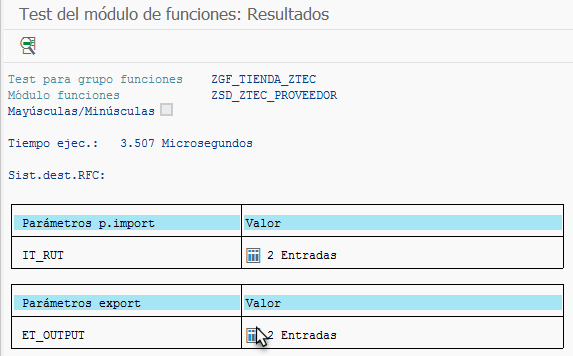 Test del módulo de funciones: Resultados
Test para grupo funciones ZGF_TIENDA_ZTEC
Módulo funciones ZSD_ZTEC_PROVEEDOR
Mayúsculas/Minúsculas
Tiempo ejec.: 3.507 Microsegundos
Sist.dest.RFC:
Parámetros p.import Valor
IT_RUT 2 Entradas
Parámetros export Valor
ET_OUTPUT 2 Entradas